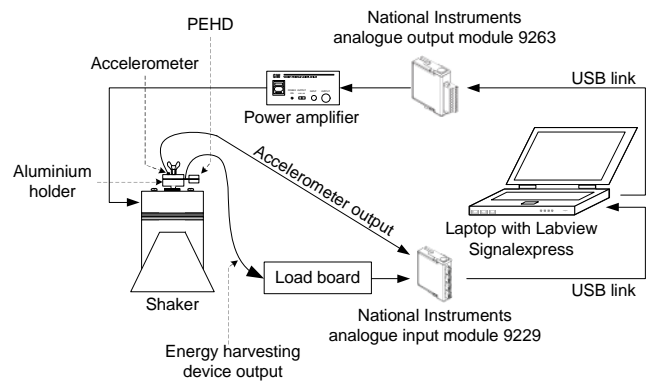 PEHD
National Instruments
analogue output module 9263
Accelerometer
USB link
Power amplifier
Aluminium
holder
Accelerometer output
Laptop with Labview
Signalexpress
Load board
Shaker
USB link
National Instruments
analogue input module 9229
Energy harvesting
device output